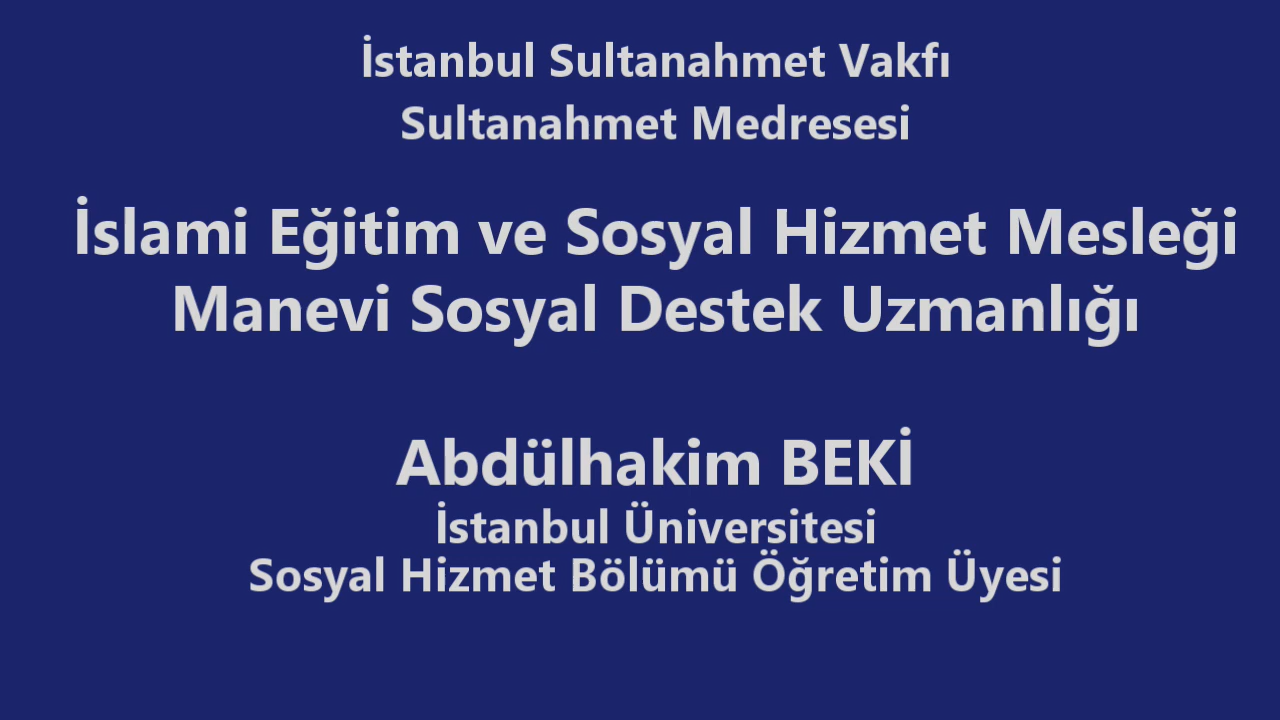 İstanbul Sultanahmet Vakfı
Sultanahmet Medresesi
İslami Eğitim ve Sosyal Hizmet Mesleği
Manevi Sosyal Destek Uzmanlığı
Abdülhakim BEKİ
İstanbul Üniversitesi
Sosyal Hizmet Bölümü Öğretim Üyesi